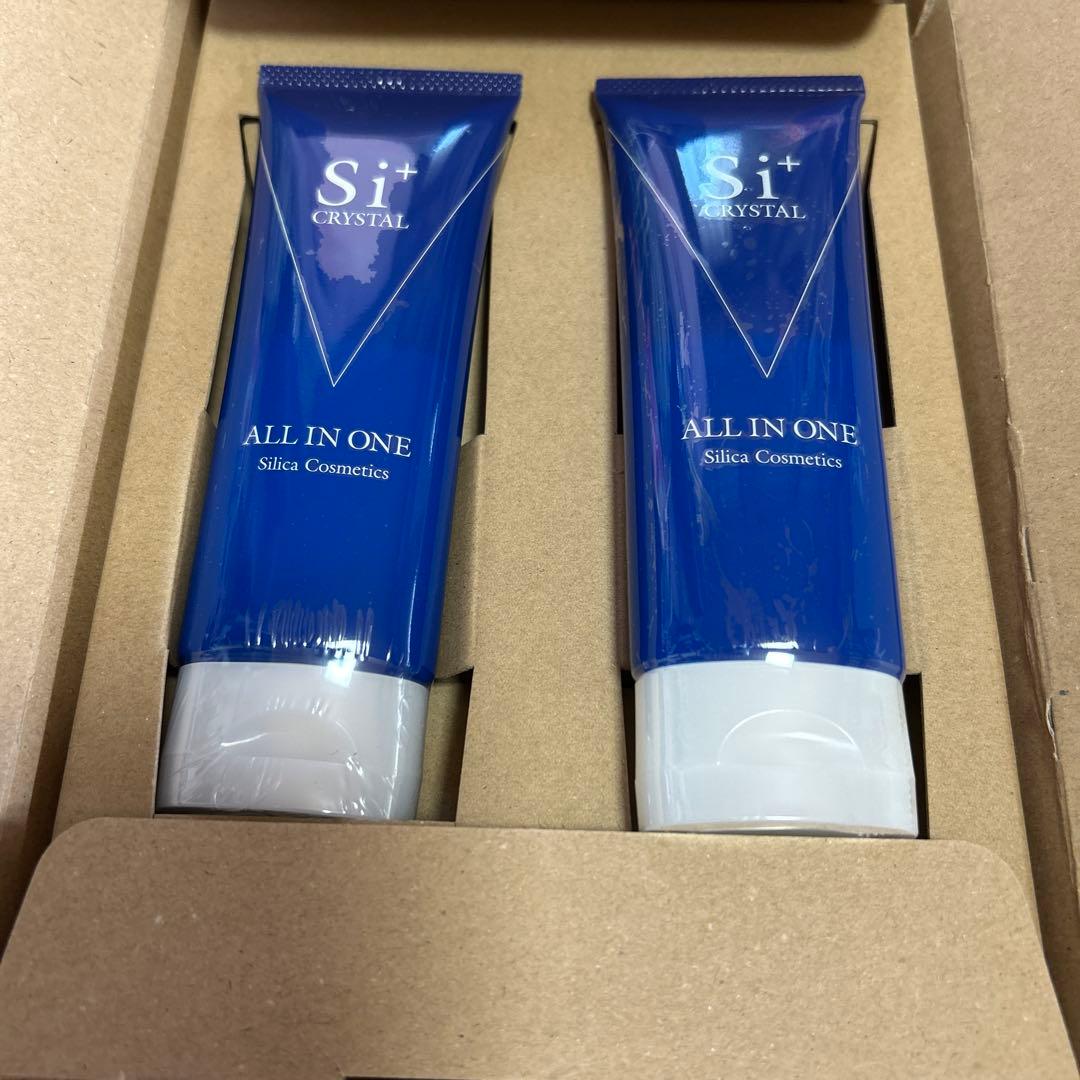 Si+
CRYSTAL
ALL IN ONE
Silica Cosmetics
Si+
CRYSTAL
ALL IN ONE
Silica Cosmetics